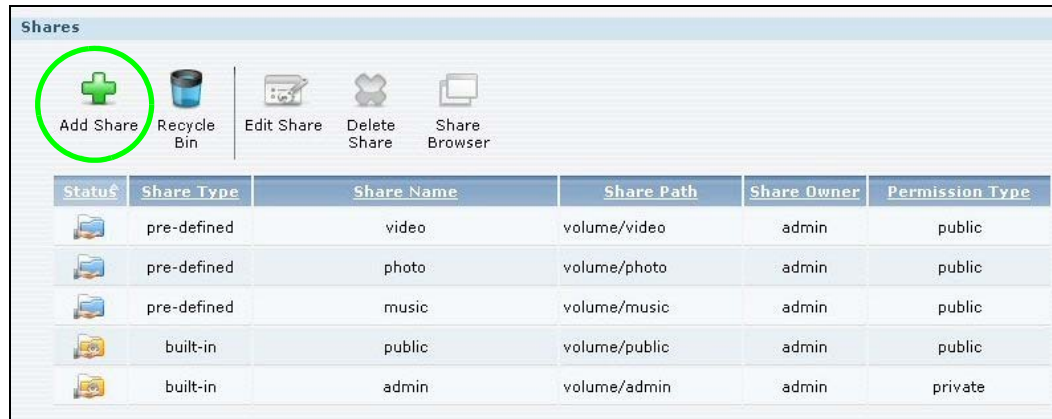 Shares
Add Share
Recycle
Bin
Edit Share
Delete
Share
Share
Browser
Status Share Type Share Name Share Path Share Owner Permission Type
pre-defined video volume/video admin public
pre-defined photo volume/photo admin public
pre-defined music volume/music admin public
built-in public volume/public admin public
built-in admin volume/admin admin private